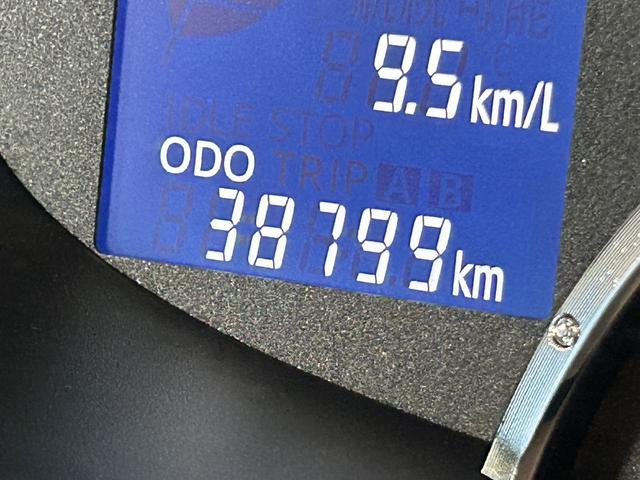 9.5 km/L
IDLE STOP
ODO TRIP A B
38799 km